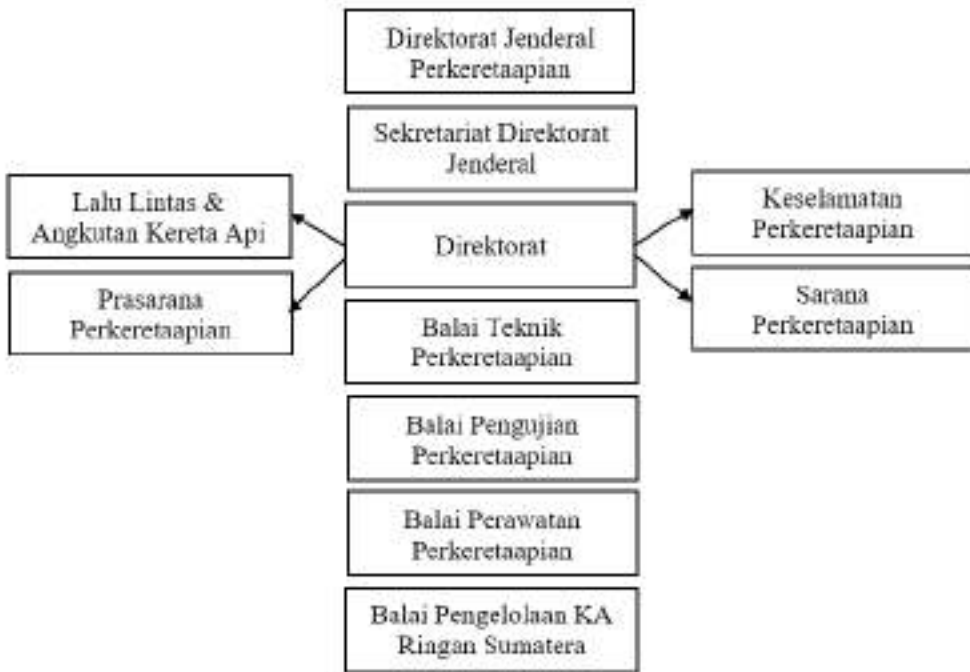 Direktorat Jenderal
Perkeretaapian
Sekretariat Direktorat
Jenderal
Lalu Lintas &
Angkutan Kereta Api
Direktorat
Keselamatan
Perkeretaapian
Prasarana
Perkeretaapian
Sarana
Perkeretaapian
Balai Teknik
Perkeretaapian
Balai Pengujian
Perkeretaapian
Balai Perawatan
Perkeretaapian
Balai Pengelolaan KA
Ringan Sumatera